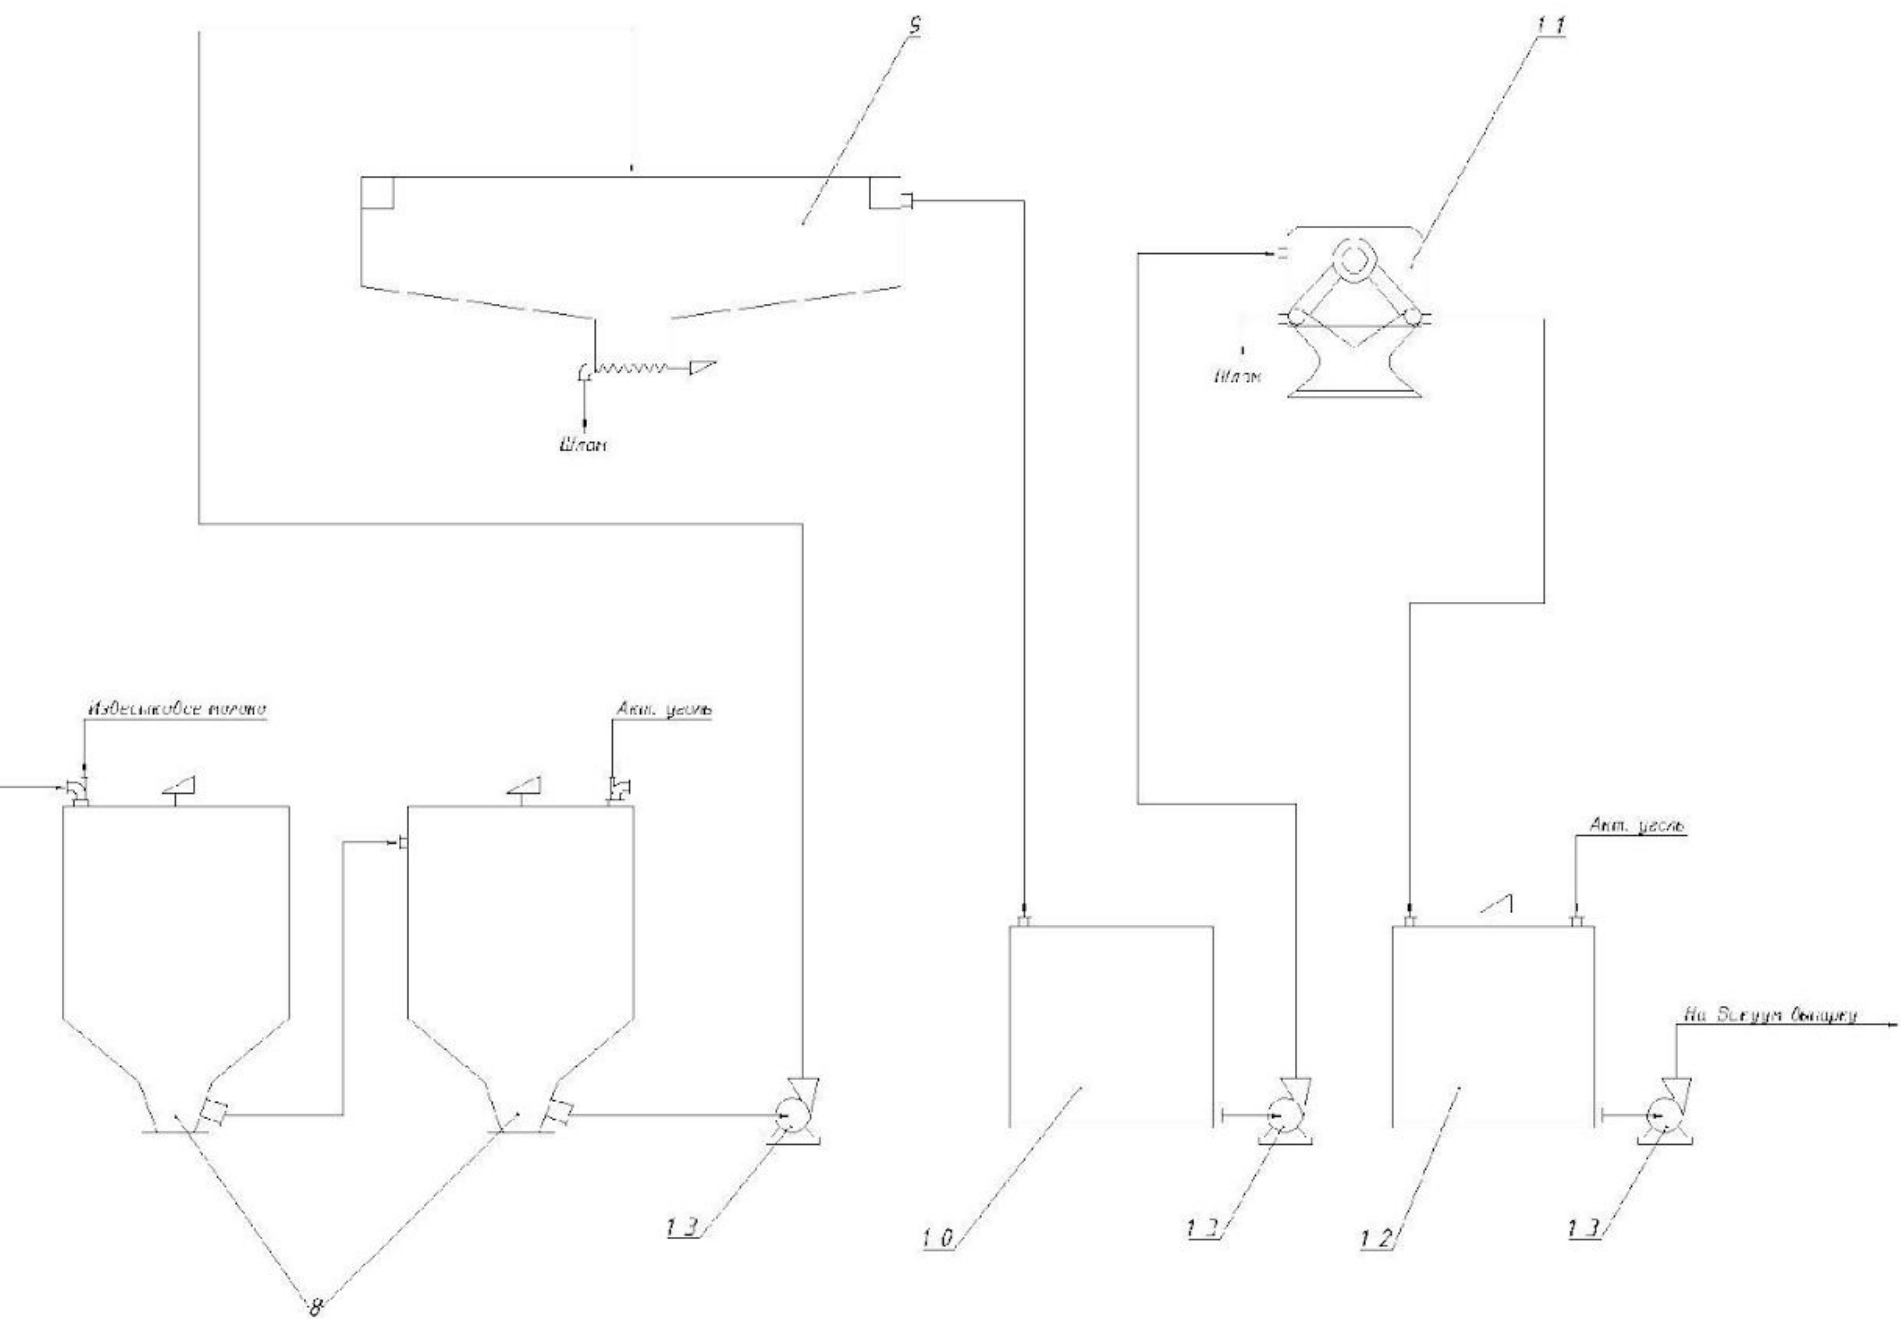 9
11
Шлам
Шлам
Известковое молоко
Акт. уголь
Акт. уголь
На Вакуум выпарку
13
10
13
12
13
8